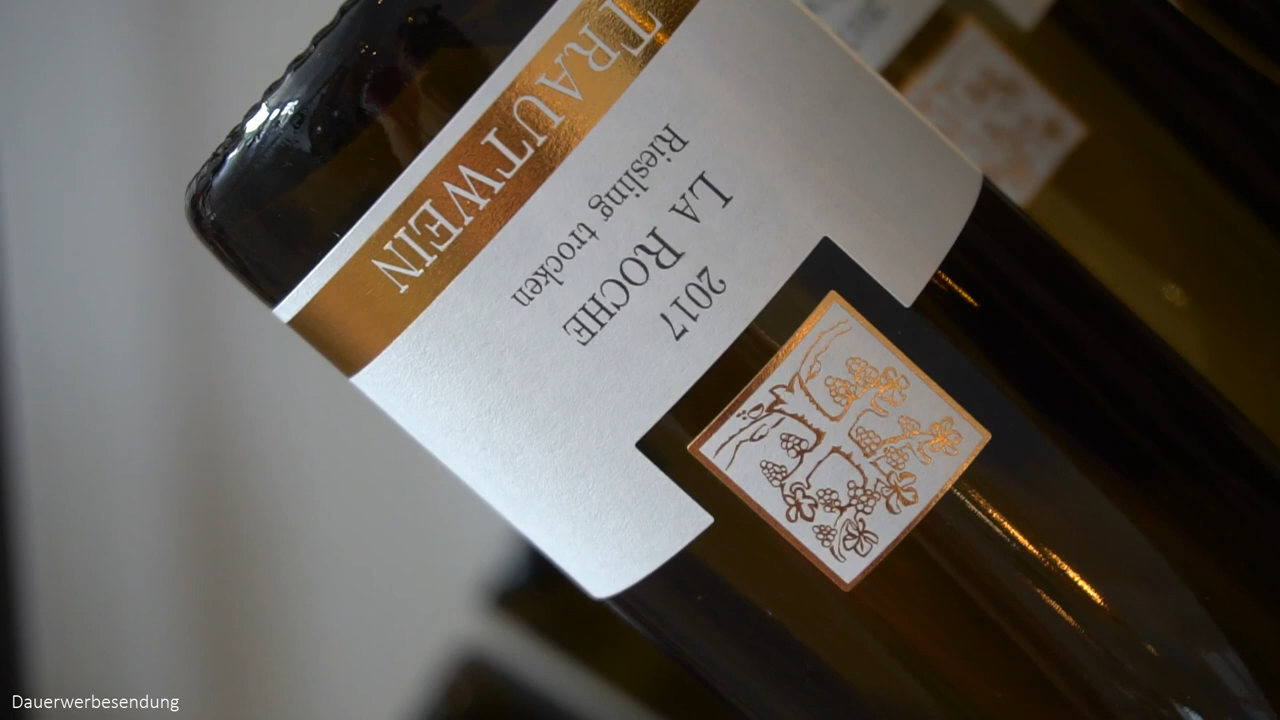 2017
LA ROCHE
Riesling trocken
TRAUTWEIN
Dauerwerbesendung